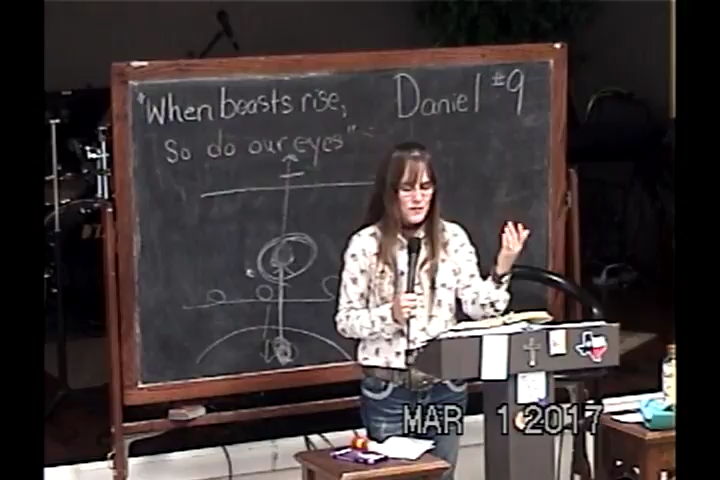 "When beasts rise,
so do our eyes"
Daniel #9
MAR 1 2017